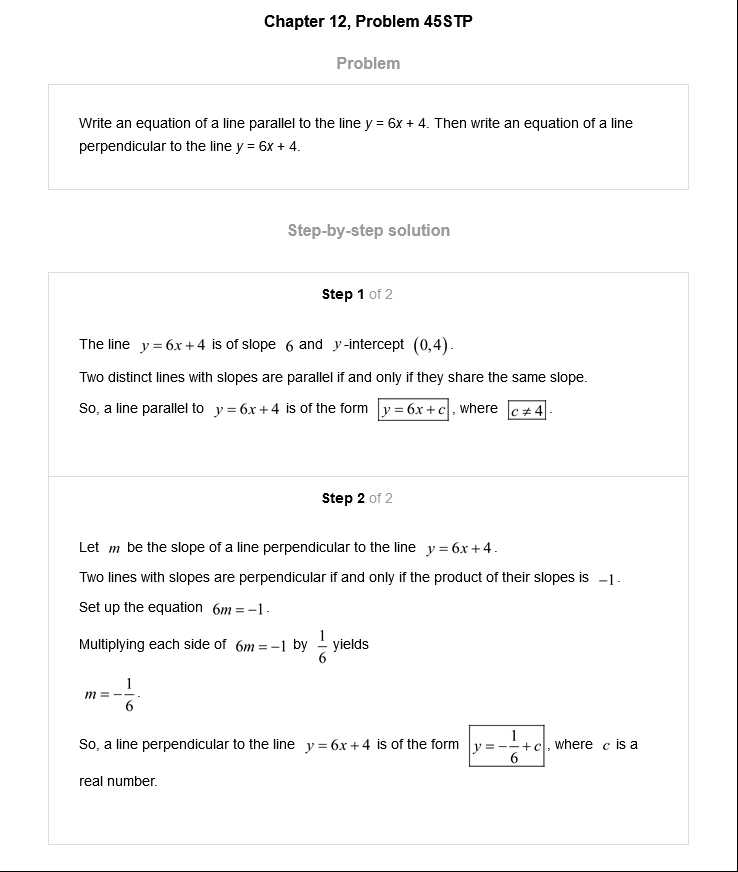 Chapter 12, Problem 45STP
Problem
Write an equation of a line parallel to the line y = 6x + 4. Then write an equation of a line
perpendicular to the line y = 6x + 4.
Step-by-step solution
Step 1 of 2
The line y = 6x + 4 is of slope 6 and y-intercept (0,4).
Two distinct lines with slopes are parallel if and only if they share the same slope.
So, a line parallel to y = 6x + 4 is of the form y = 6x + c, where c ≠ 4.
Step 2 of 2
Let m be the slope of a line perpendicular to the line y = 6x + 4.
Two lines with slopes are perpendicular if and only if the product of their slopes is −1.
Set up the equation 6m = −1.
Multiplying each side of 6m = −1 by 1/6 yields
m = −1/6.
So, a line perpendicular to the line y = 6x + 4 is of the form y = −1/6 + c, where c is a
real number.